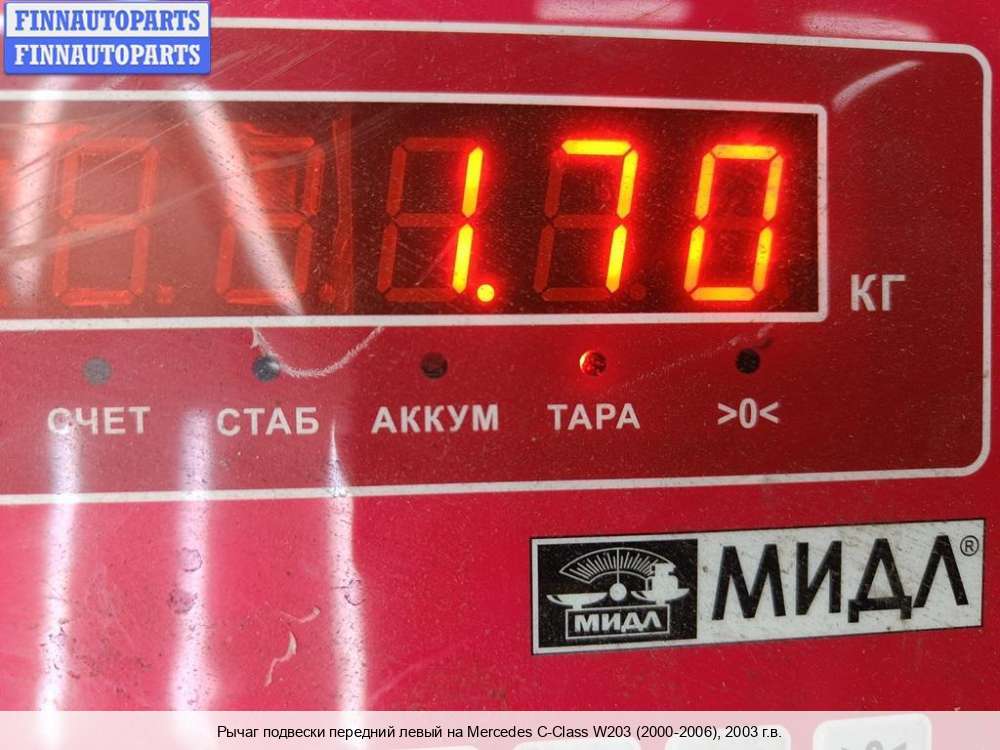 FINNAUTOPARTS
FINNAUTOPARTS
1.70
КГ
СЧЕТ СТАБ АККУМ ТАРА >0<
МИДЛ
МИДЛ®
Рычаг подвески передний левый на Mercedes C-Class W203 (2000-2006), 2003 г.в.